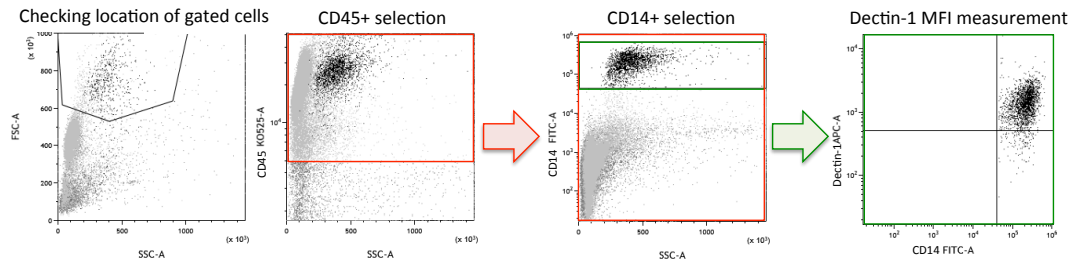 Checking location of gated cells
CD45+ selection
CD14+ selection
Dectin-1 MFI measurement
(x 10³)
1000
800
600
400
200
0
FSC-A
0
500
1000
(x 10³)
SSC-A
CD45 KO525-A
10⁴
0
500
1000
(x 10³)
SSC-A
CD14 FITC-A
10⁶
10⁵
10⁴
10³
10²
0
500
1000
(x 10³)
SSC-A
Dectin-1APC-A
10⁴
10³
10²
10²
10³
10⁴
10⁵
10⁶
CD14 FITC-A